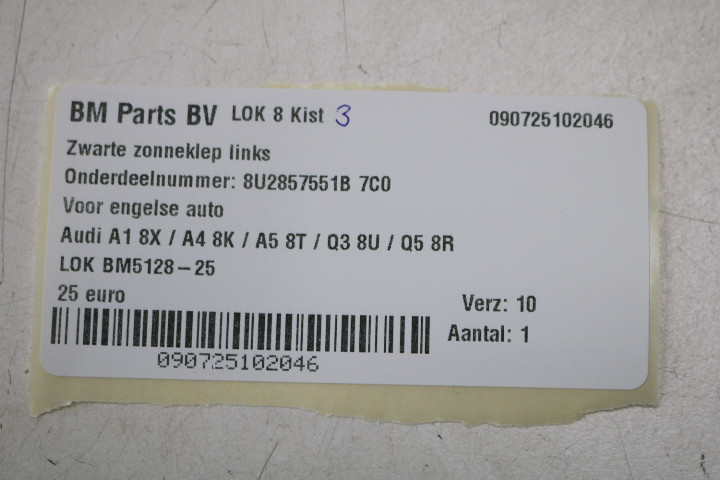 BM Parts BV LOK 8 Kist 3 090725102046
Zwarte zonneklep links
Onderdeelnummer: 8U2857551B 7C0
Voor engelse auto
Audi A1 8X / A4 8K / A5 8T / Q3 8U / Q5 8R
LOK BM5128-25
25 euro Verz: 10
Aantal: 1
090725102046